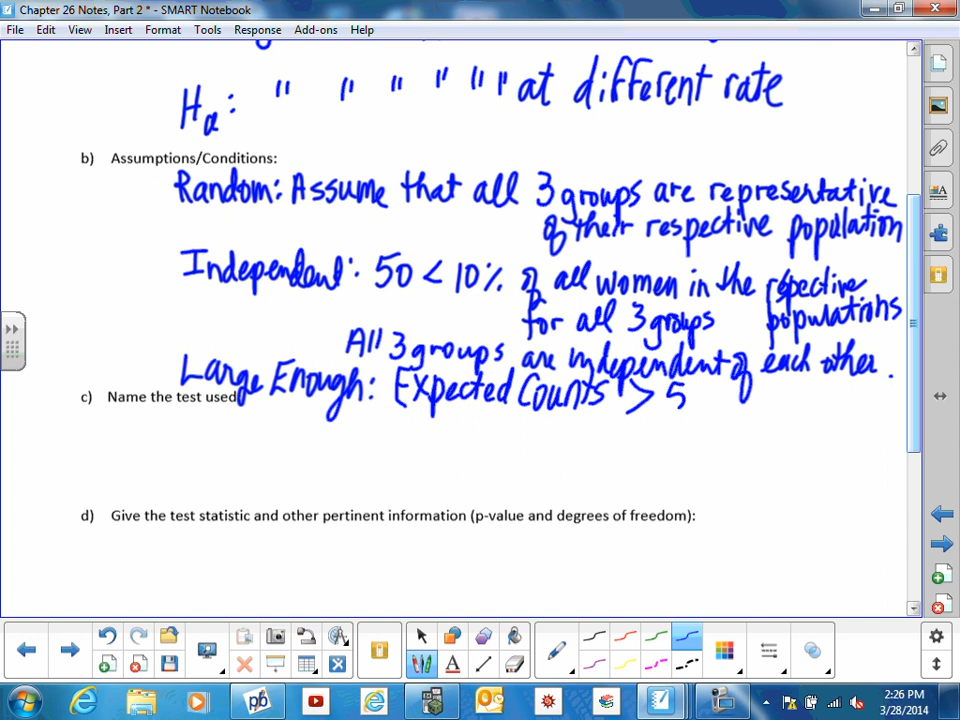 Chapter 26 Notes, Part 2 * - SMART Notebook
File Edit View Insert Format Tools Response Add-ons Help
Ha: " " " " " " at different rate
b) Assumptions/Conditions:
Random: Assume that all 3 groups are representative
of their respective population
Independent: 50 < 10% of all women in the respective
for all 3 groups populations
All 3 groups are independent of each other.
Large Enough: Expected Counts > 5
c) Name the test used
d) Give the test statistic and other pertinent information (p-value and degrees of freedom):
2:26 PM
3/28/2014